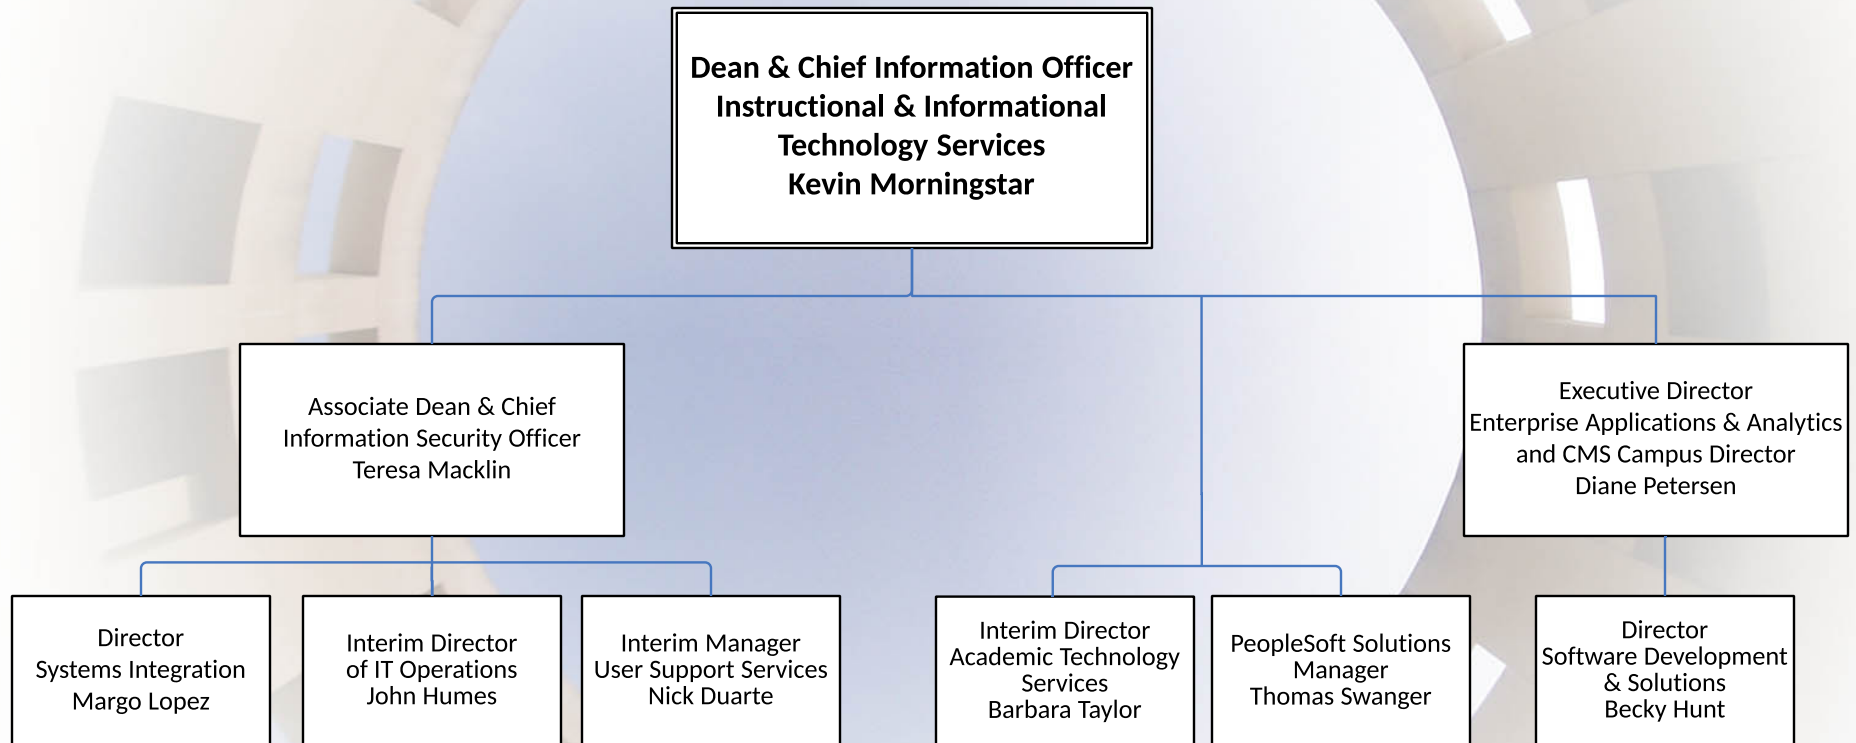 Dean & Chief Information Officer
Instructional & Informational
Technology Services
Kevin Morningstar
Associate Dean & Chief
Information Security Officer
Teresa Macklin
Executive Director
Enterprise Applications & Analytics
and CMS Campus Director
Diane Petersen
Director
Systems Integration
Margo Lopez
Interim Director
of IT Operations
John Humes
Interim Manager
User Support Services
Nick Duarte
Interim Director
Academic Technology
Services
Barbara Taylor
PeopleSoft Solutions
Manager
Thomas Swanger
Director
Software Development
& Solutions
Becky Hunt